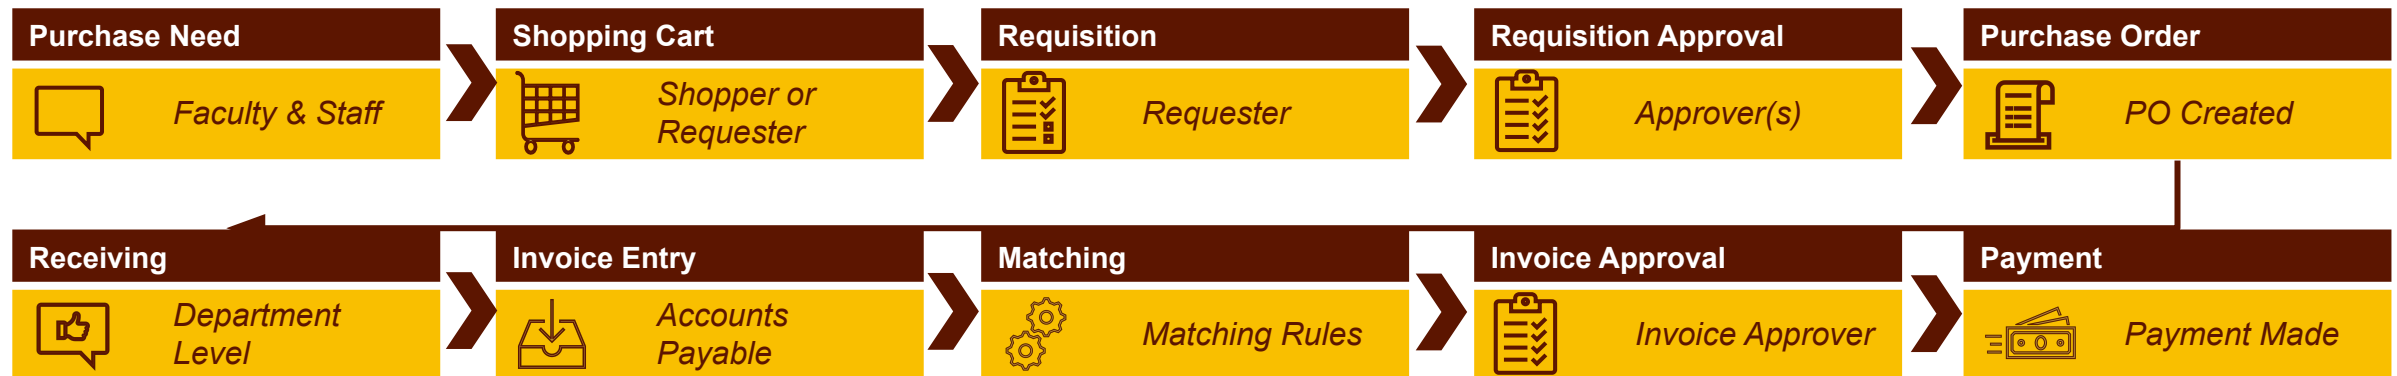 Purchase Need
Faculty & Staff
Shopping Cart
Shopper or
Requester
Requisition
Requester
Requisition Approval
Approver(s)
Purchase Order
PO Created
Receiving
Department
Level
Invoice Entry
Accounts
Payable
Matching
Matching Rules
Invoice Approval
Invoice Approver
Payment
Payment Made